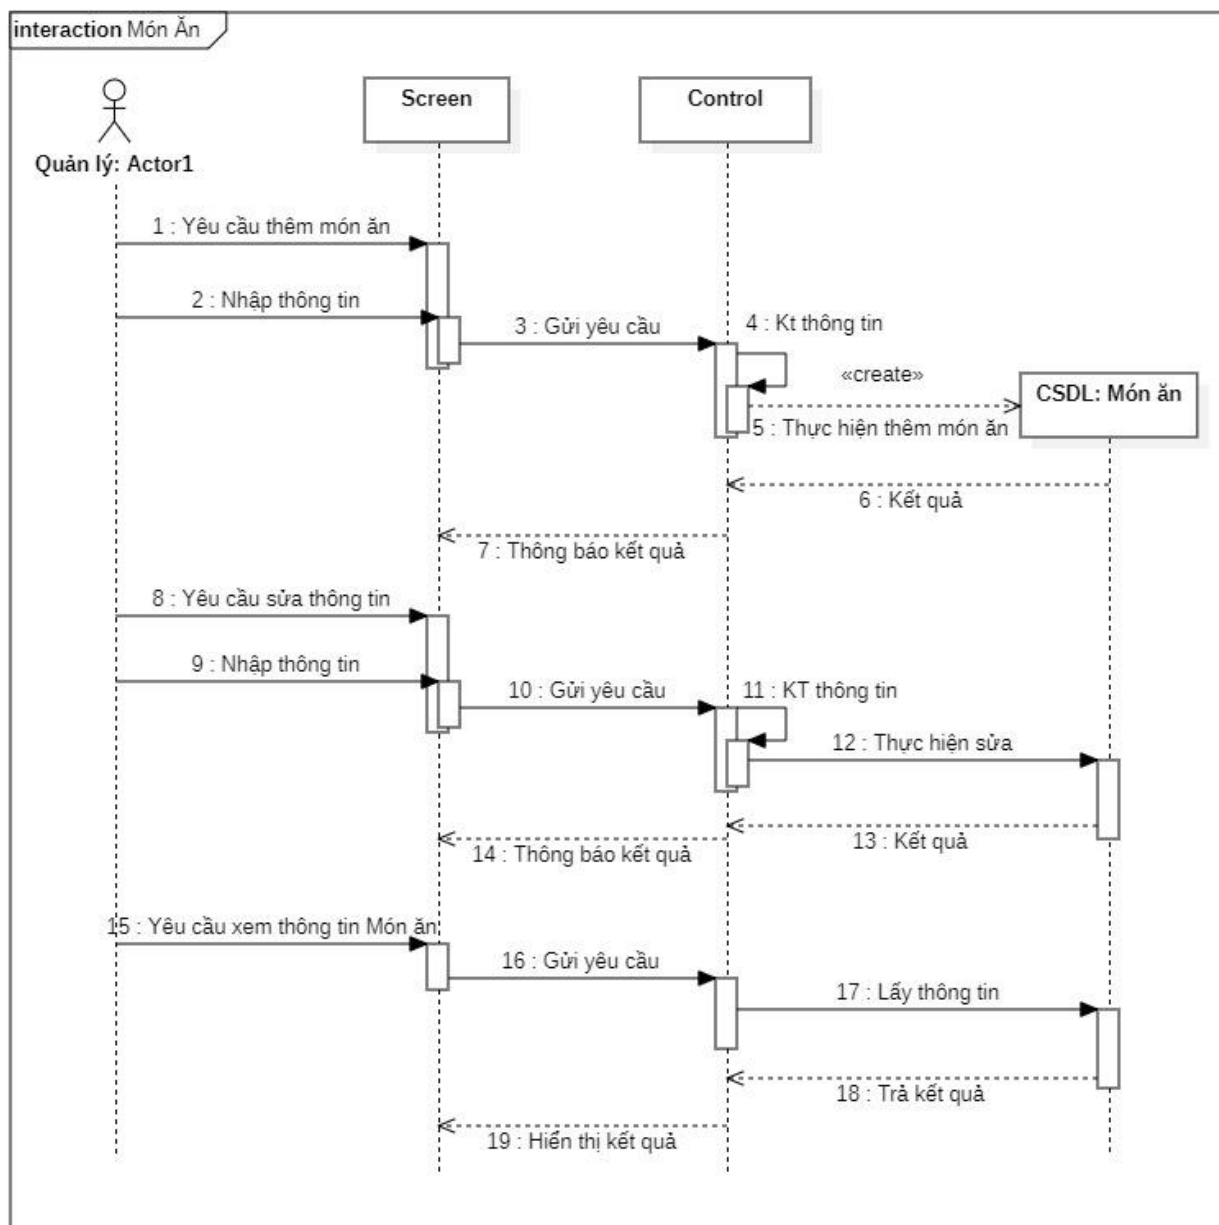 interaction Món Ăn
Screen
Control
Quản lý: Actor1
1 : Yêu cầu thêm món ăn
2 : Nhập thông tin
3 : Gửi yêu cầu
4 : Kt thông tin
«create»
CSDL: Món ăn
5 : Thực hiện thêm món ăn
6 : Kết quả
7 : Thông báo kết quả
8 : Yêu cầu sửa thông tin
9 : Nhập thông tin
10 : Gửi yêu cầu
11 : KT thông tin
12 : Thực hiện sửa
13 : Kết quả
14 : Thông báo kết quả
15 : Yêu cầu xem thông tin Món ăn
16 : Gửi yêu cầu
17 : Lấy thông tin
18 : Trả kết quả
19 : Hiển thị kết quả